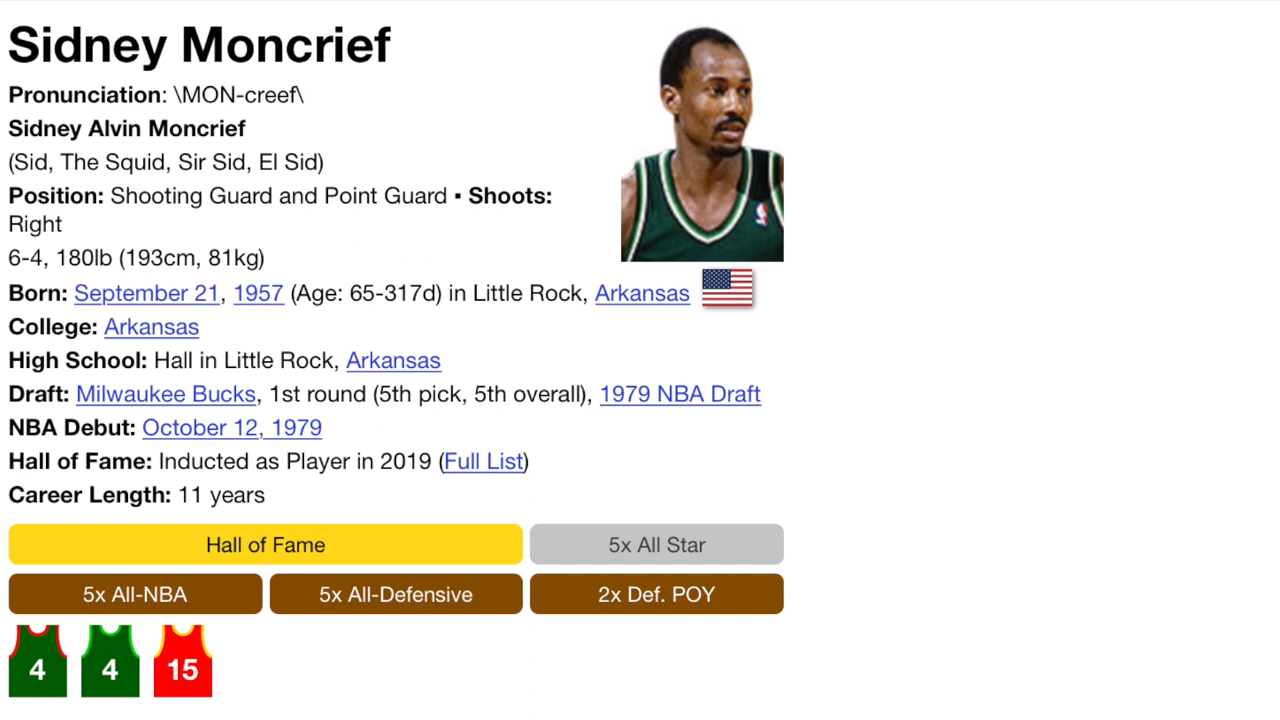 Sidney Moncrief
Pronunciation: \MON-creef\
Sidney Alvin Moncrief
(Sid, The Squid, Sir Sid, El Sid)
Position: Shooting Guard and Point Guard ▪ Shoots:
Right
6-4, 180lb (193cm, 81kg)
Born: September 21, 1957 (Age: 65-317d) in Little Rock, Arkansas
College: Arkansas
High School: Hall in Little Rock, Arkansas
Draft: Milwaukee Bucks, 1st round (5th pick, 5th overall), 1979 NBA Draft
NBA Debut: October 12, 1979
Hall of Fame: Inducted as Player in 2019 (Full List)
Career Length: 11 years
Hall of Fame 5x All Star
5x All-NBA 5x All-Defensive 2x Def. POY
4 4 15